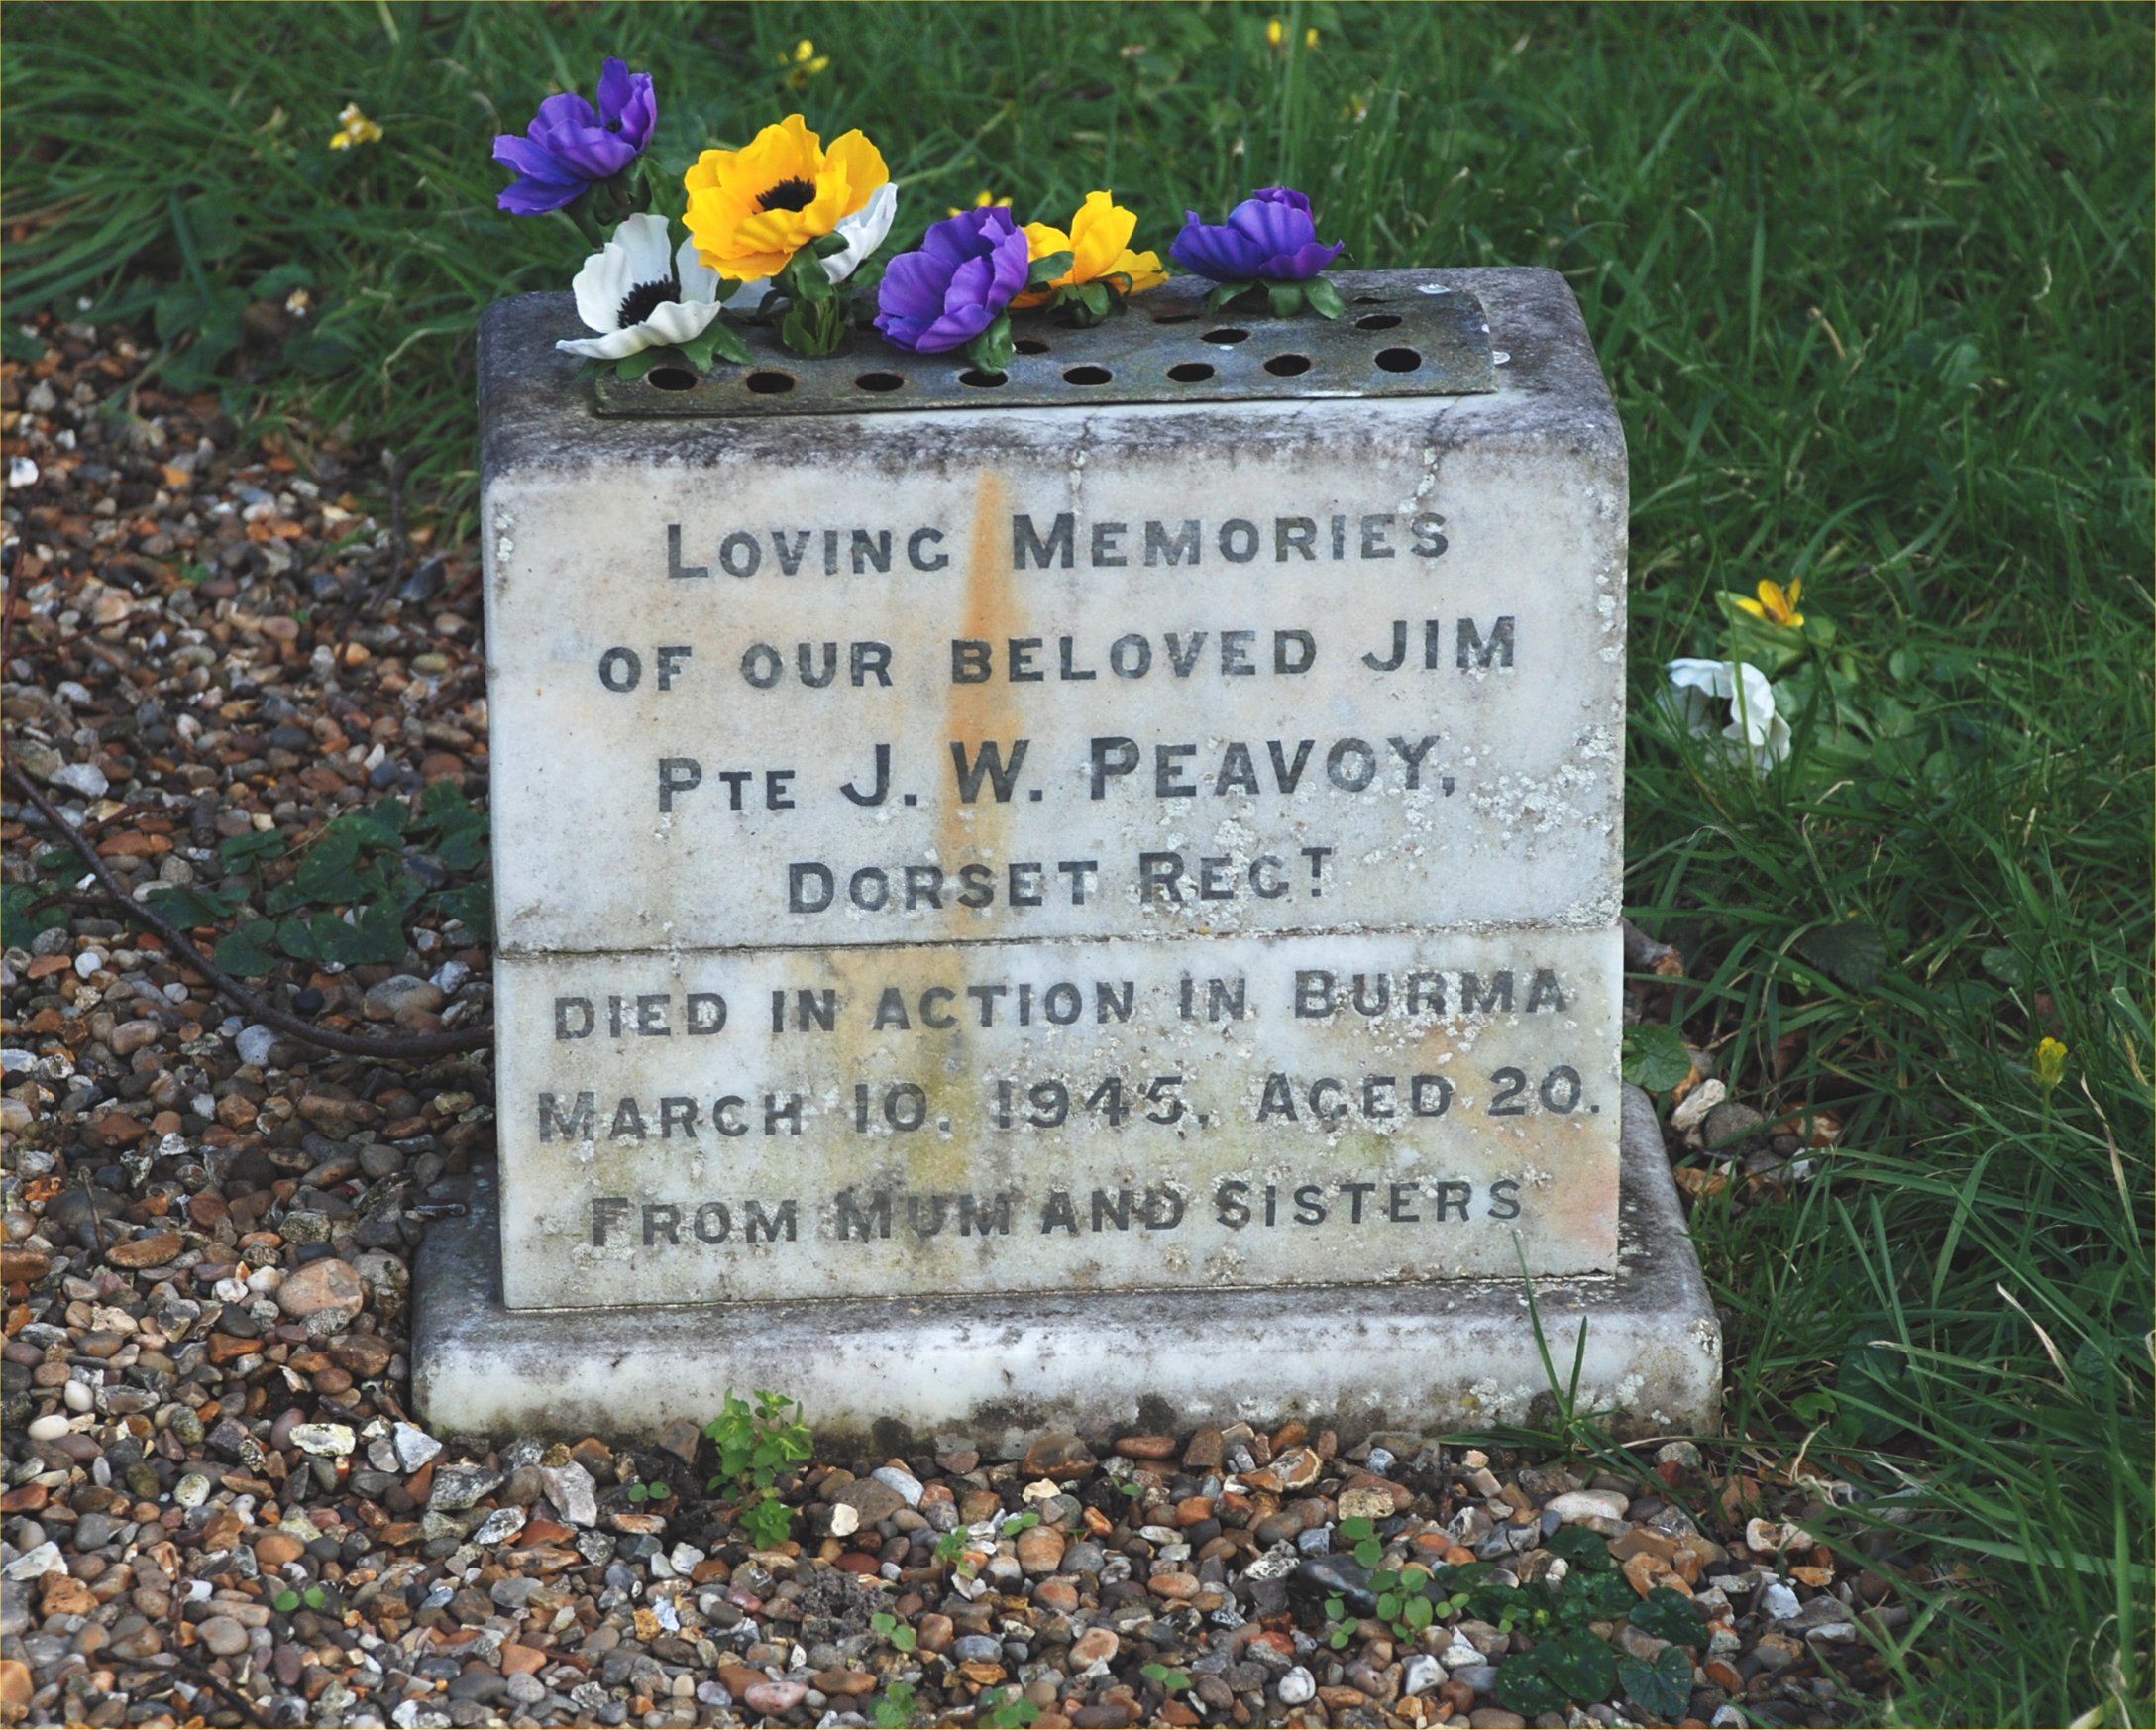 LOVING MEMORIES
OF OUR BELOVED JIM
PTE J. W. PEAVOY,
DORSET REGT
DIED IN ACTION IN BURMA
MARCH 10. 1945. AGED 20.
FROM MUM AND SISTERS